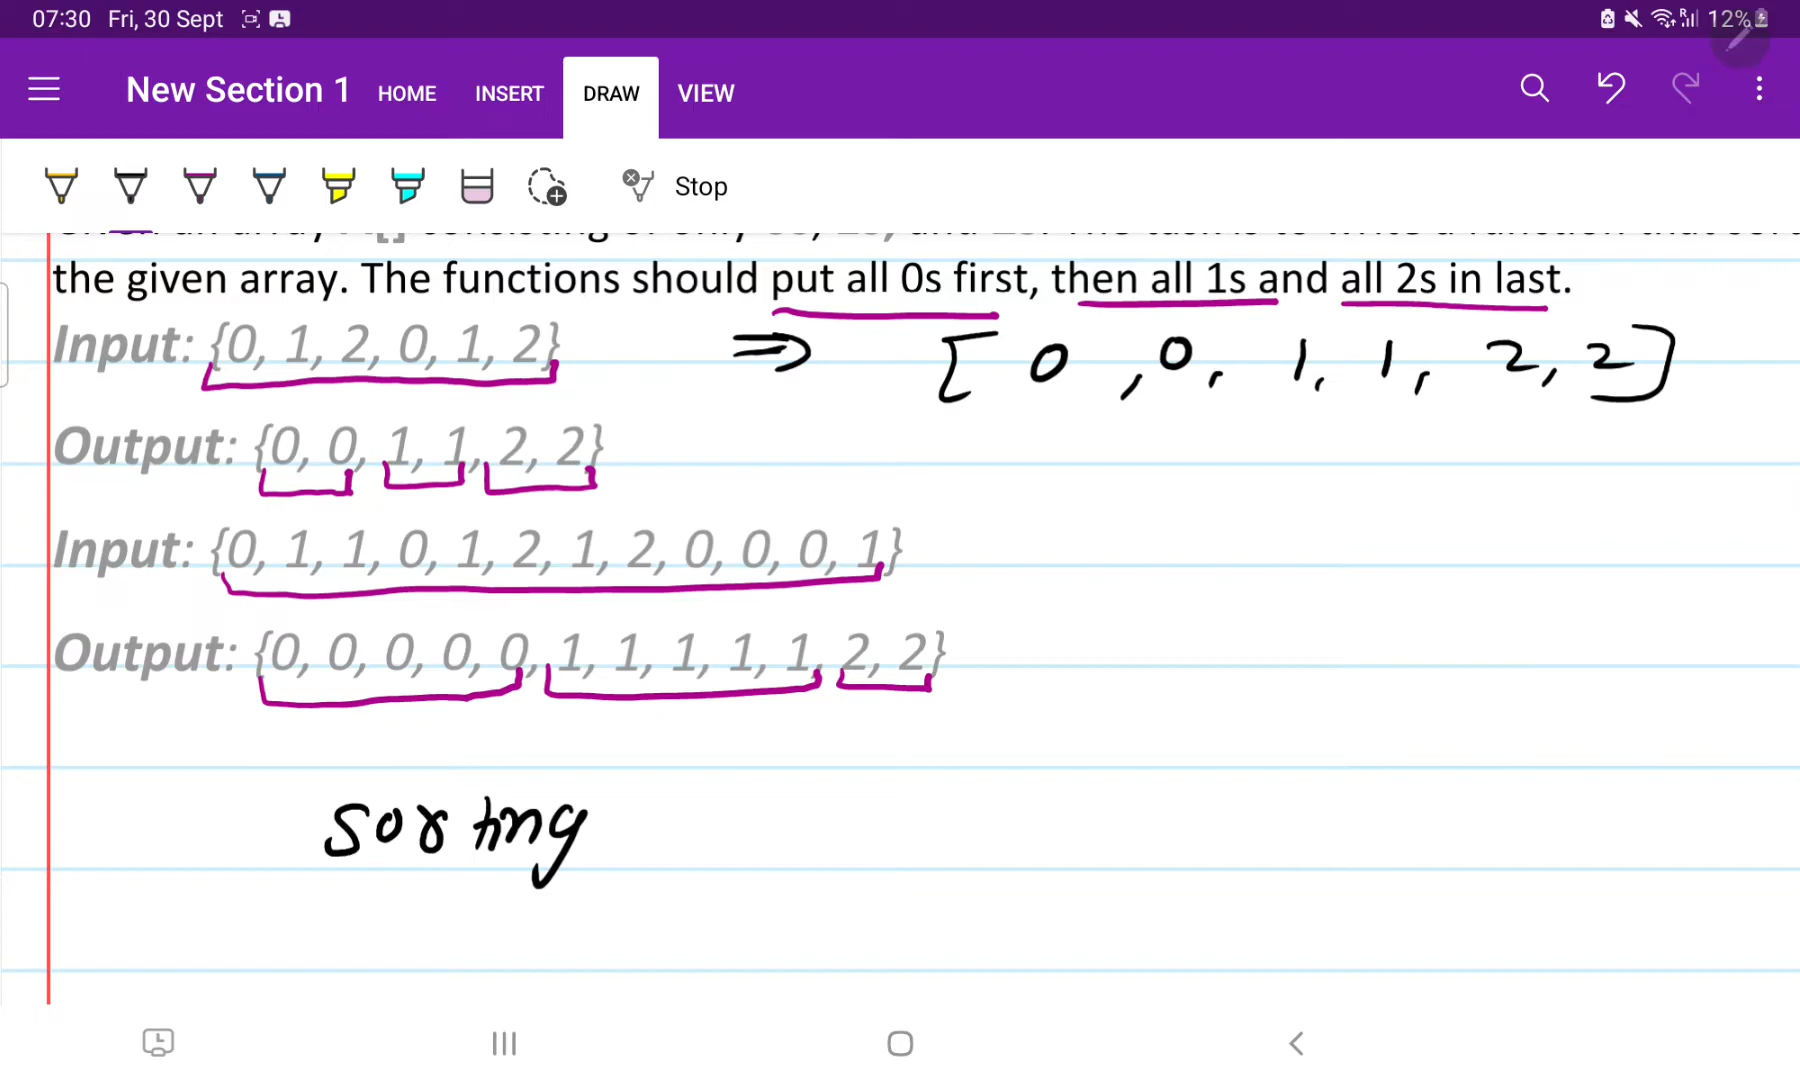 07:30 Fri, 30 Sept 12%
New Section 1 HOME INSERT DRAW VIEW
Stop
the given array. The functions should put all 0s first, then all 1s and all 2s in last.
Input: {0, 1, 2, 0, 1, 2} ⇒ [ 0 , 0, 1, 1, 2, 2]
Output: {0, 0, 1, 1, 2, 2}
Input: {0, 1, 1, 0, 1, 2, 1, 2, 0, 0, 0, 1}
Output: {0, 0, 0, 0, 0, 1, 1, 1, 1, 1, 2, 2}
sorting